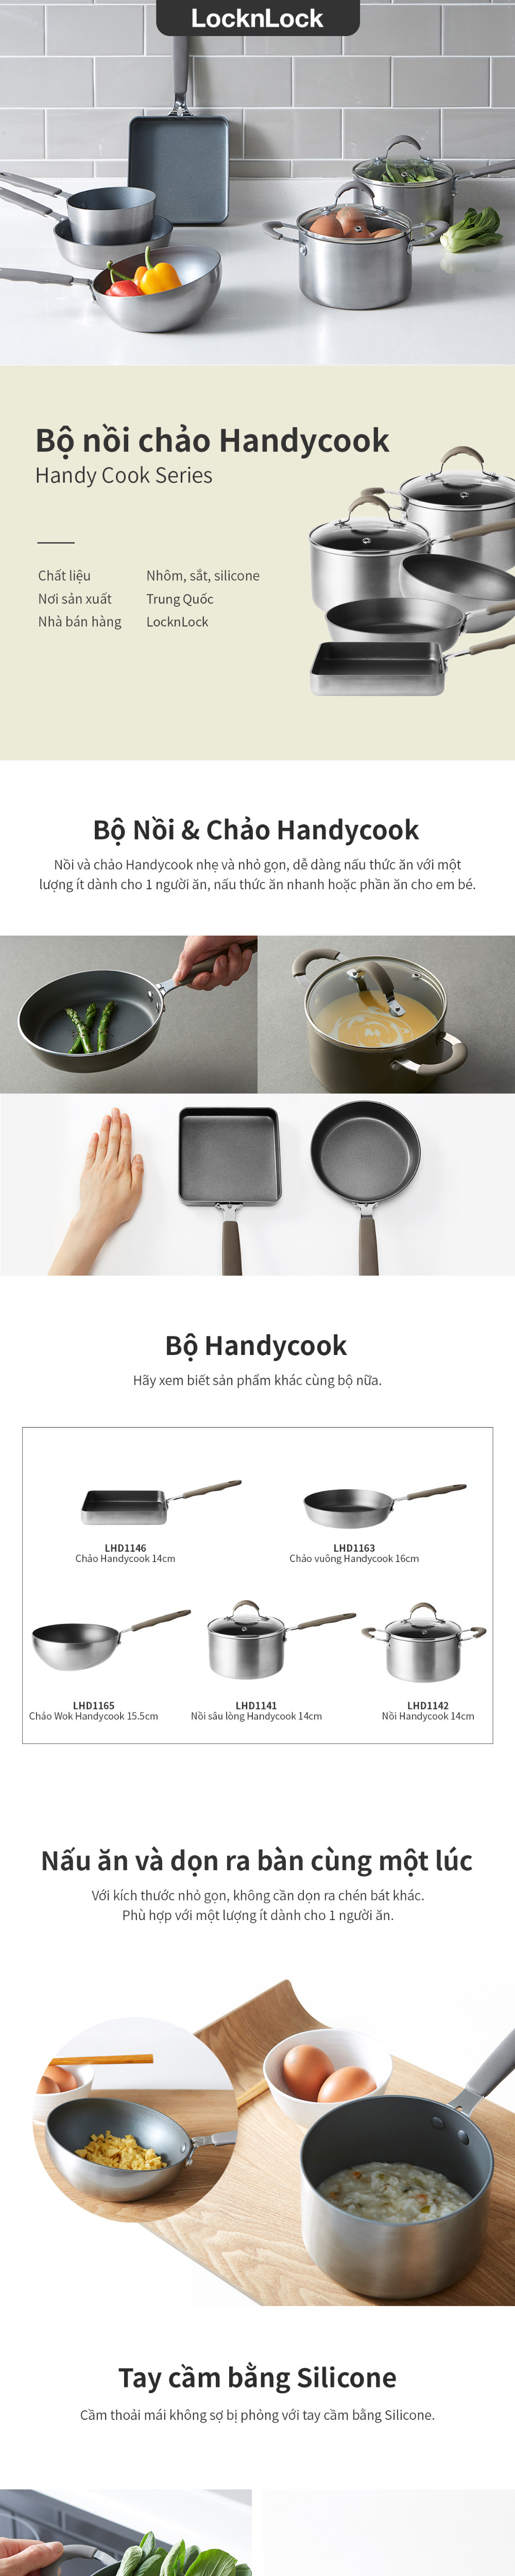 LocknLock
Bộ nồi chảo Handycook
Handy Cook Series
Chất liệu Nhôm, sắt, silicone
Nơi sản xuất Trung Quốc
Nhà bán hàng LocknLock
Bộ Nồi & Chảo Handycook
Nồi và chảo Handycook nhẹ và nhỏ gọn, dễ dàng nấu thức ăn với một
lượng ít dành cho 1 người ăn, nấu thức ăn nhanh hoặc phần ăn cho em bé.
Bộ Handycook
Hãy xem biết sản phẩm khác cùng bộ nữa.
LHD1146
Chảo Handycook 14cm
LHD1163
Chảo vuông Handycook 16cm
LHD1165
Chảo Wok Handycook 15.5cm
LHD1141
Nồi sâu lòng Handycook 14cm
LHD1142
Nồi Handycook 14cm
Nấu ăn và dọn ra bàn cùng một lúc
Với kích thước nhỏ gọn, không cần dọn ra chén bát khác.
Phù hợp với một lượng ít dành cho 1 người ăn.
Tay cầm bằng Silicone
Cầm thoải mái không sợ bị phỏng với tay cầm bằng Silicone.